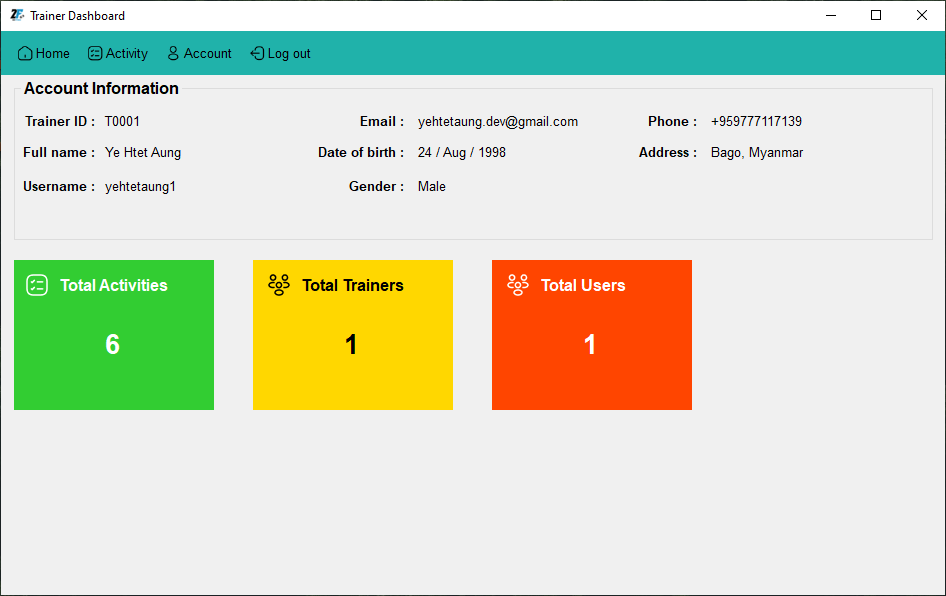 Trainer Dashboard
Home Activity Account Log out
Account Information
Trainer ID : T0001 Email : yehtetaung.dev@gmail.com Phone : +959777117139
Full name : Ye Htet Aung Date of birth : 24 / Aug / 1998 Address : Bago, Myanmar
Username : yehtetaung1 Gender : Male
Total Activities Total Trainers Total Users
6 1 1